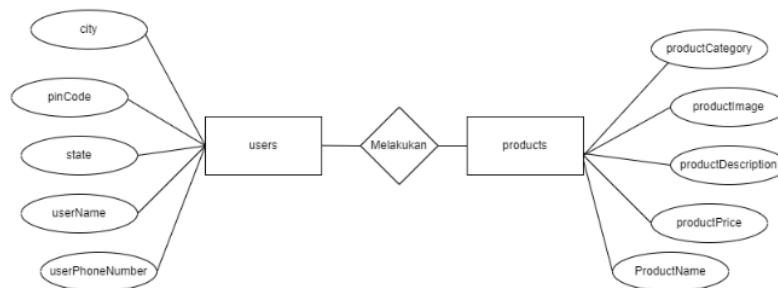 city
pinCode
state
userName
userPhoneNumber
users
Melakukan
products
productCategory
productImage
productDescription
productPrice
ProductName